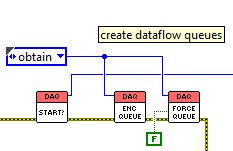 create dataflow queues
obtain
DAQ
START?
DAQ
ENC
QUEUE
DAQ
FORCE
QUEUE
F